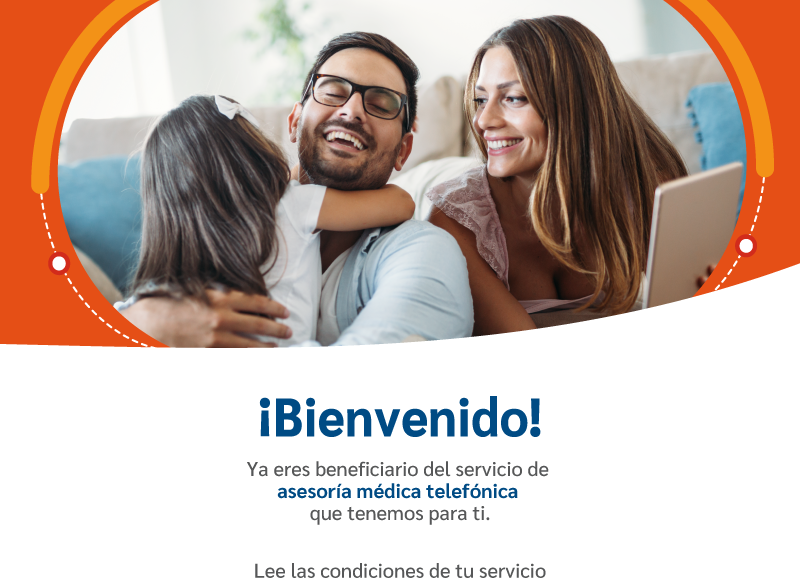 ¡Bienvenido!
Ya eres beneficiario del servicio de
asesoría médica telefónica
que tenemos para ti.
Lee las condiciones de tu servicio